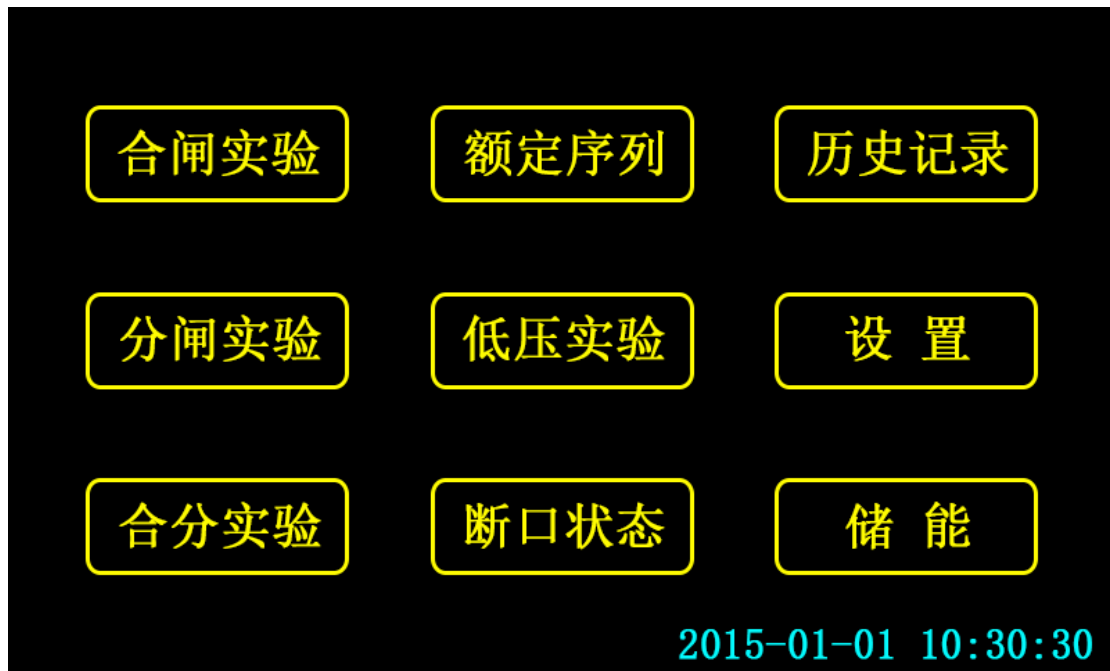 合闸实验 额定序列 历史记录
分闸实验 低压实验 设 置
合分实验 断口状态 储 能
2015-01-01 10:30:30